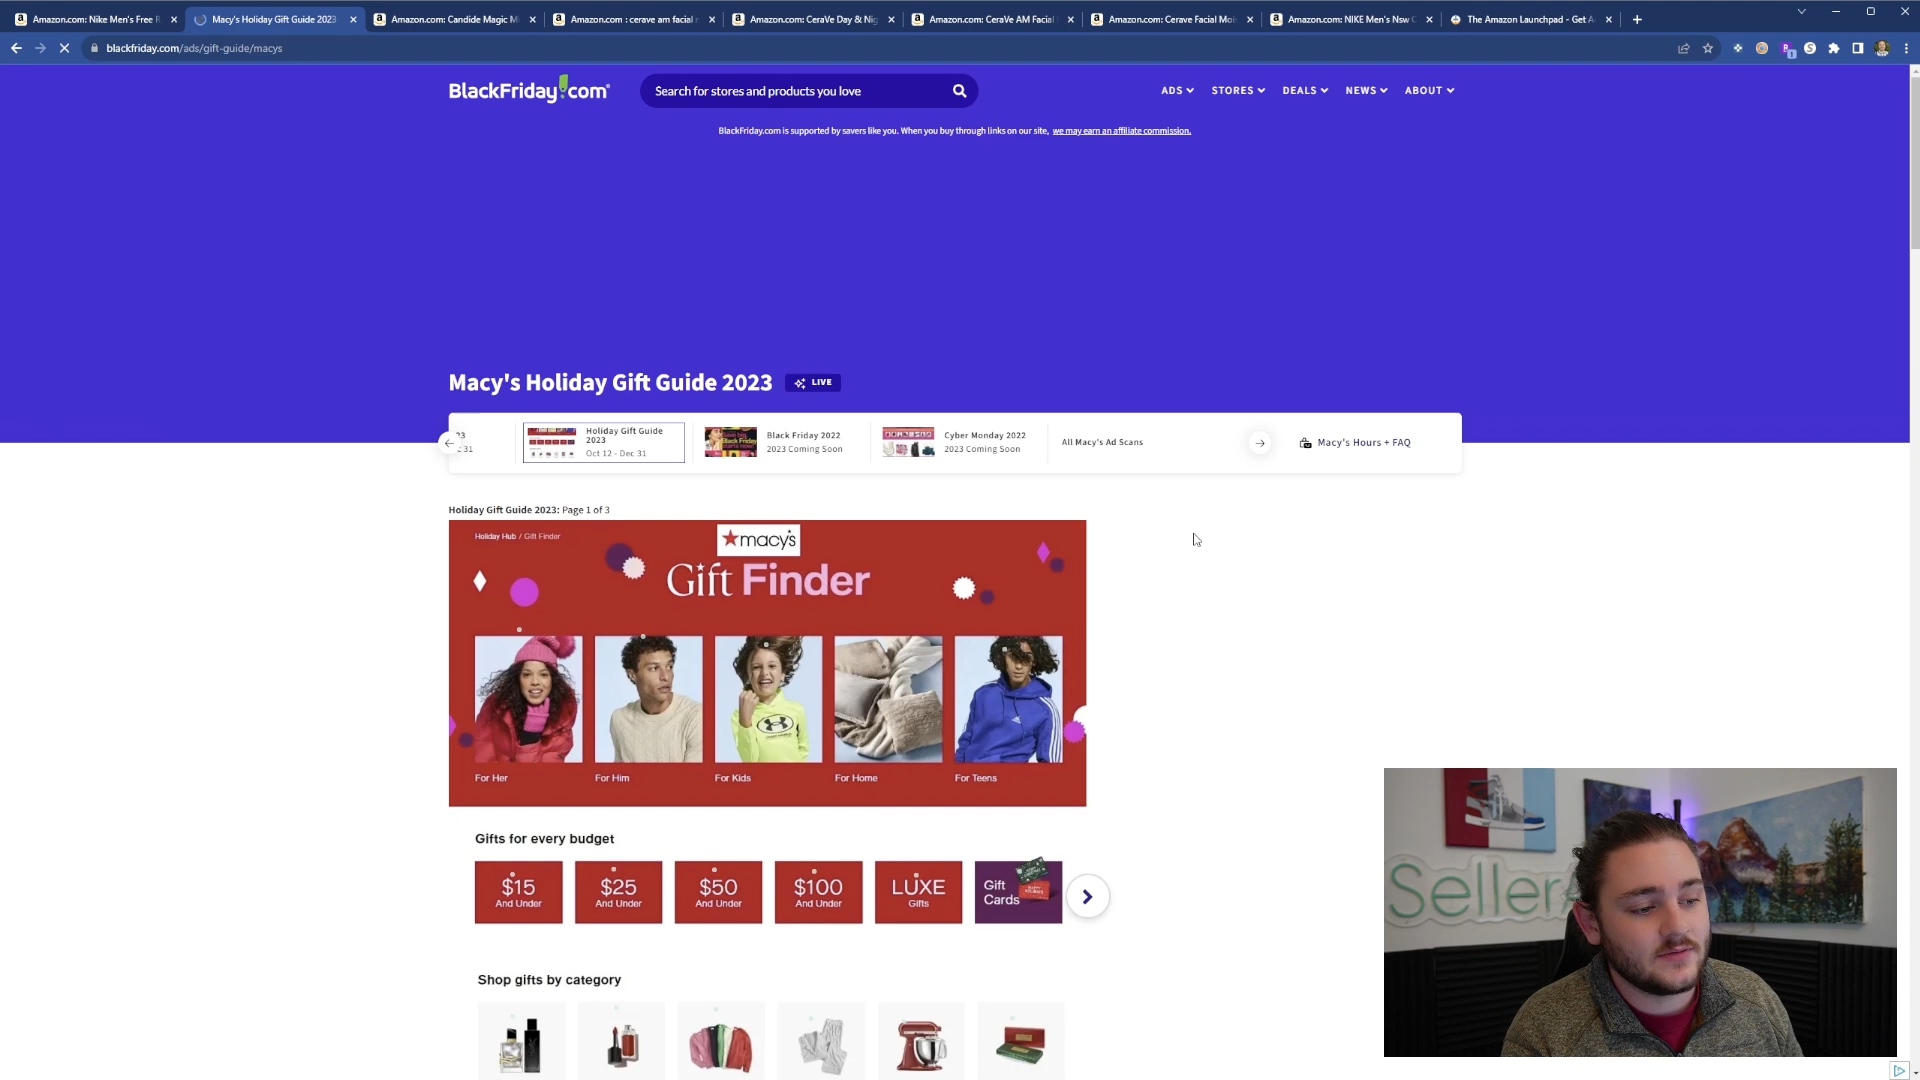 Amazon.com: Nike Men's Free R
Macy's Holiday Gift Guide 2023
Amazon.com: Candide Magic M
Amazon.com : cerave am facial
Amazon.com: CeraVe Day & Nig
Amazon.com: CeraVe AM Facial
Amazon.com: Cerave Facial Moi
Amazon.com: NIKE Men's Nsw C
The Amazon Launchpad - Get A
blackfriday.com/ads/gift-guide/macys
BlackFriday.com
Search for stores and products you love
ADS
STORES
DEALS
NEWS
ABOUT
BlackFriday.com is supported by savers like you. When you buy through links on our site, we may earn an affiliate commission.
Macy's Holiday Gift Guide 2023
LIVE
23
31
Holiday Gift Guide
2023
Oct 12 - Dec 31
Black Friday 2022
2023 Coming Soon
Cyber Monday 2022
2023 Coming Soon
All Macy's Ad Scans
Macy's Hours + FAQ
Holiday Gift Guide 2023: Page 1 of 3
Holiday Hub / Gift Finder
macy's
Gift Finder
For Her
For Him
For Kids
For Home
For Teens
Gifts for every budget
$15
And Under
$25
And Under
$50
And Under
$100
And Under
LUXE
Gifts
Gift
Cards
Shop gifts by category
Seller